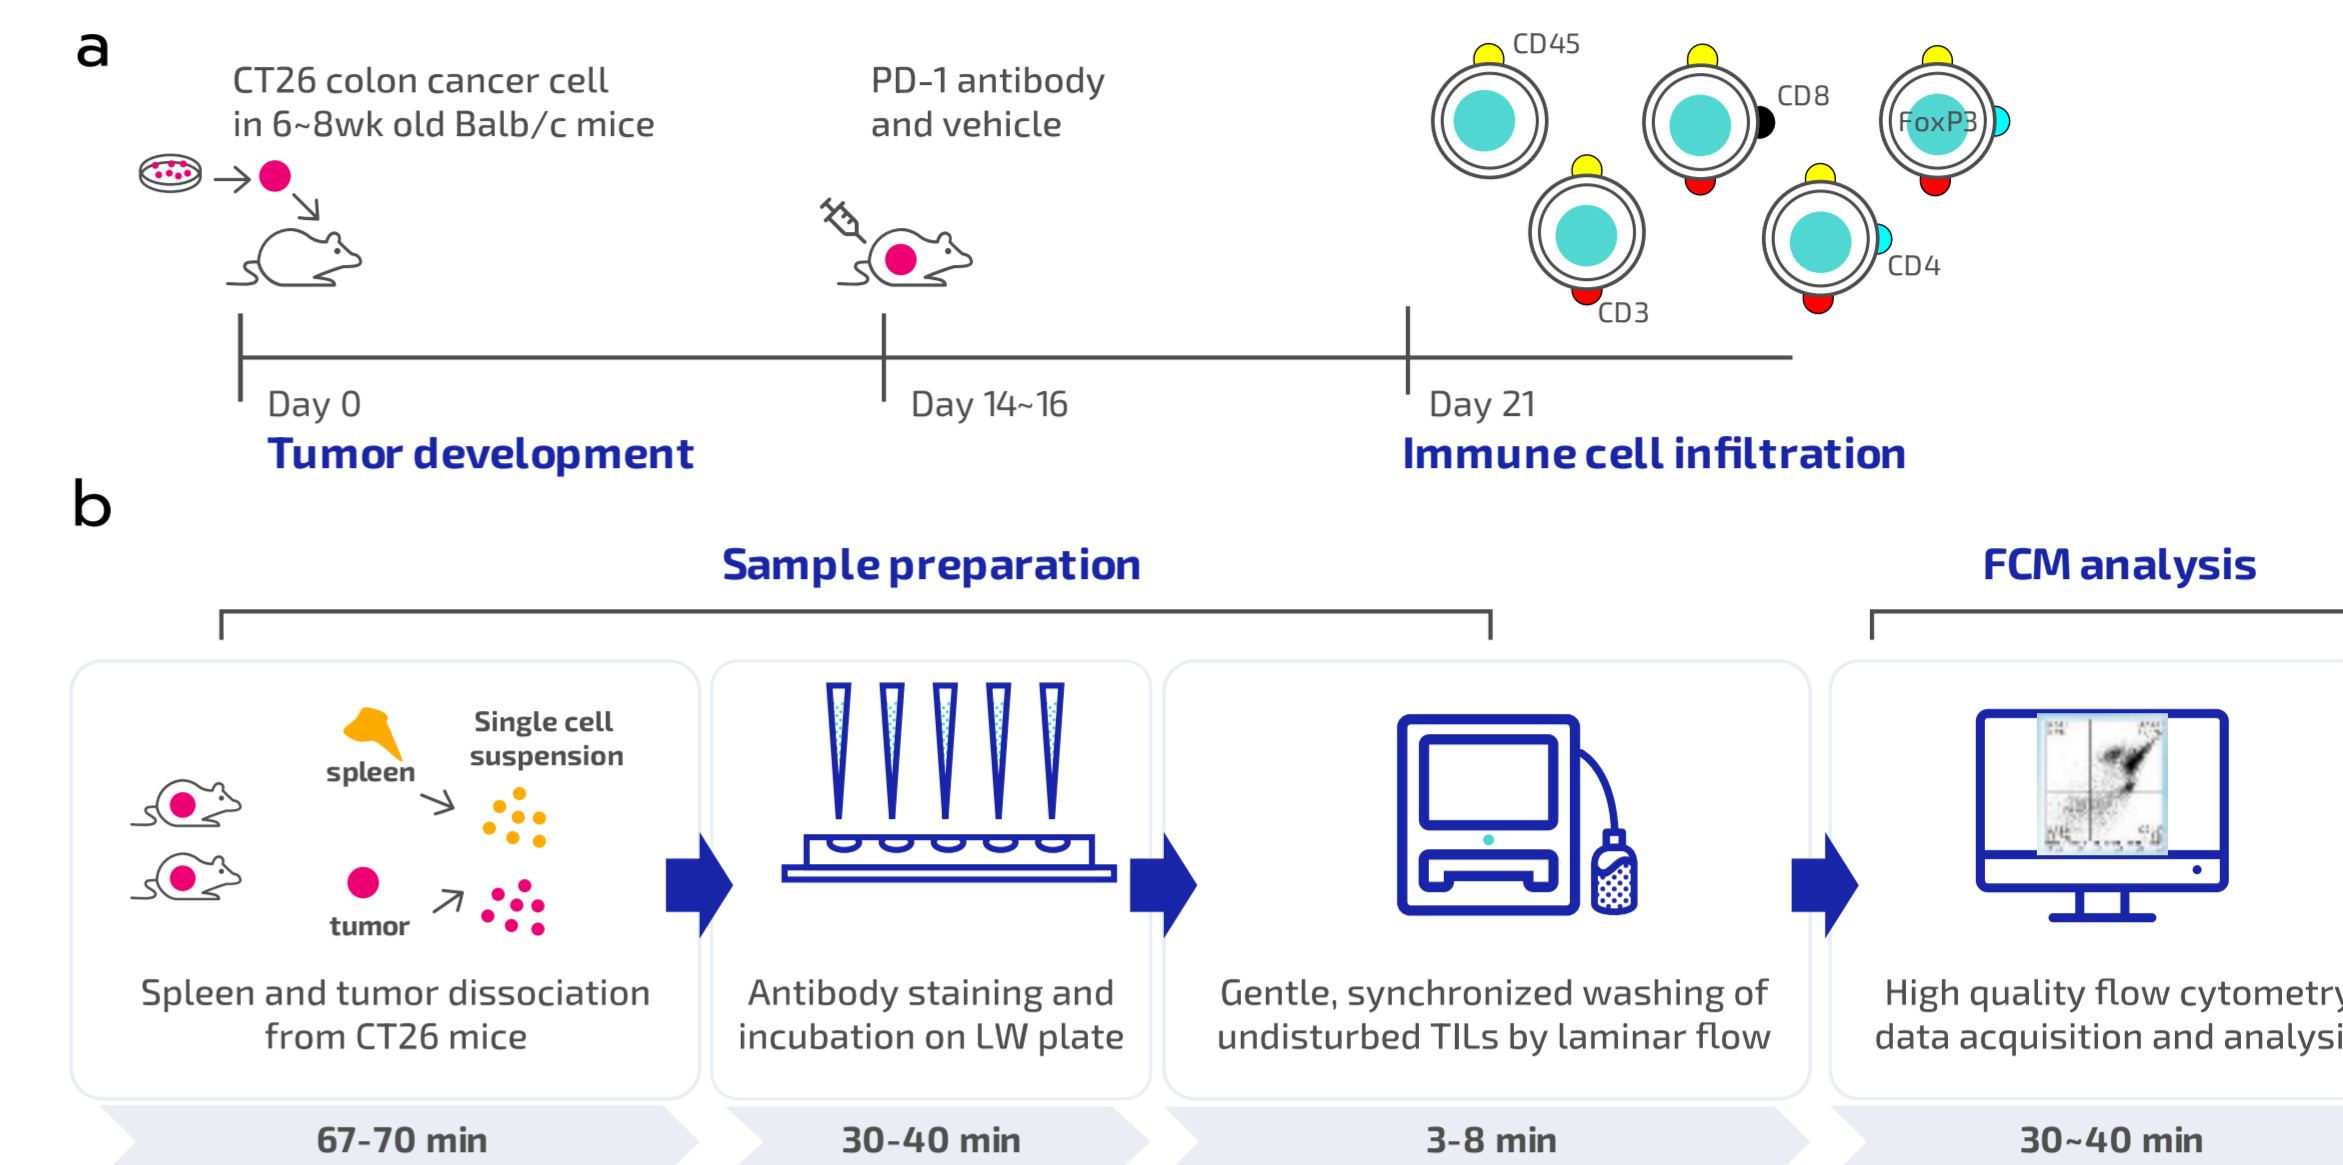 a
CT26 colon cancer cell
in 6~8wk old Balb/c mice
PD-1 antibody
and vehicle
CD45
CD8
FoxP3
CD4
CD3
Day 0
Day 14~16
Day 21
Tumor development
Immune cell infiltration
b
Sample preparation
FCM analysis
spleen
Single cell
suspension
tumor
Spleen and tumor dissociation
from CT26 mice
Antibody staining and
incubation on LW plate
Gentle, synchronized washing of
undisturbed TILs by laminar flow
High quality flow cytometry
data acquisition and analysi
67-70 min
30-40 min
3-8 min
30~40 min